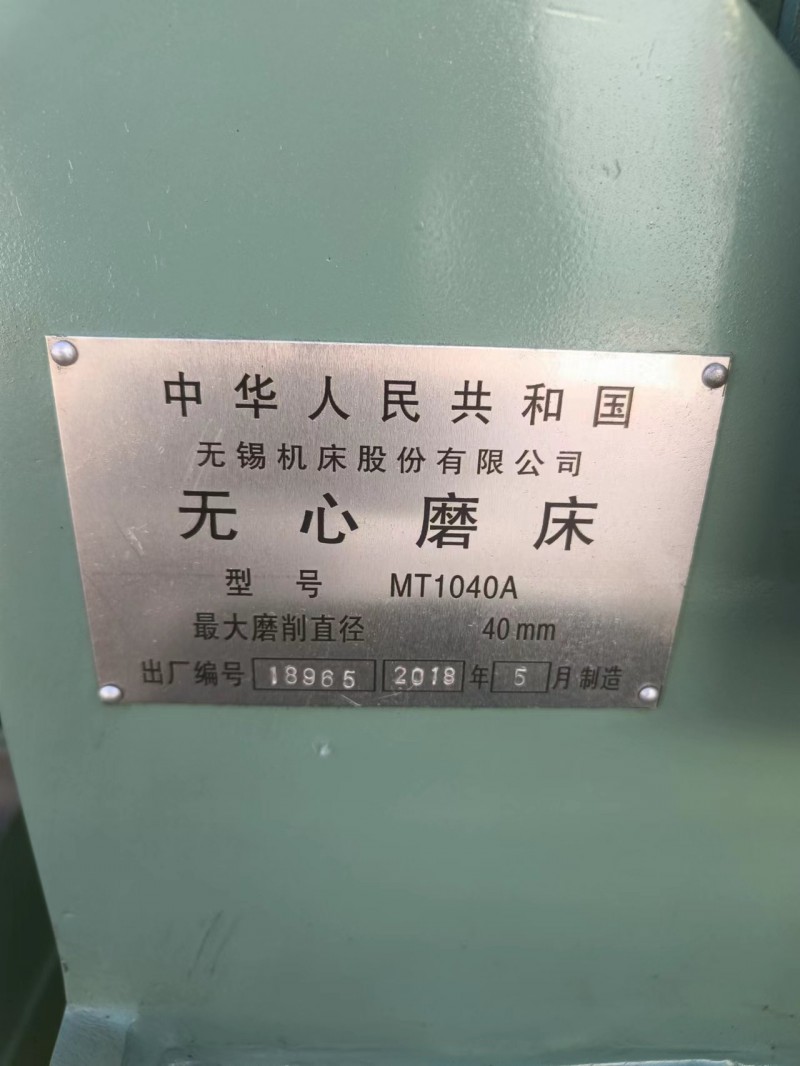 中华人民共和国
无锡机床股份有限公司
无心磨床
型号 MT1040A
最大磨削直径 40mm
出厂编号 18965 2018 年 5 月制造